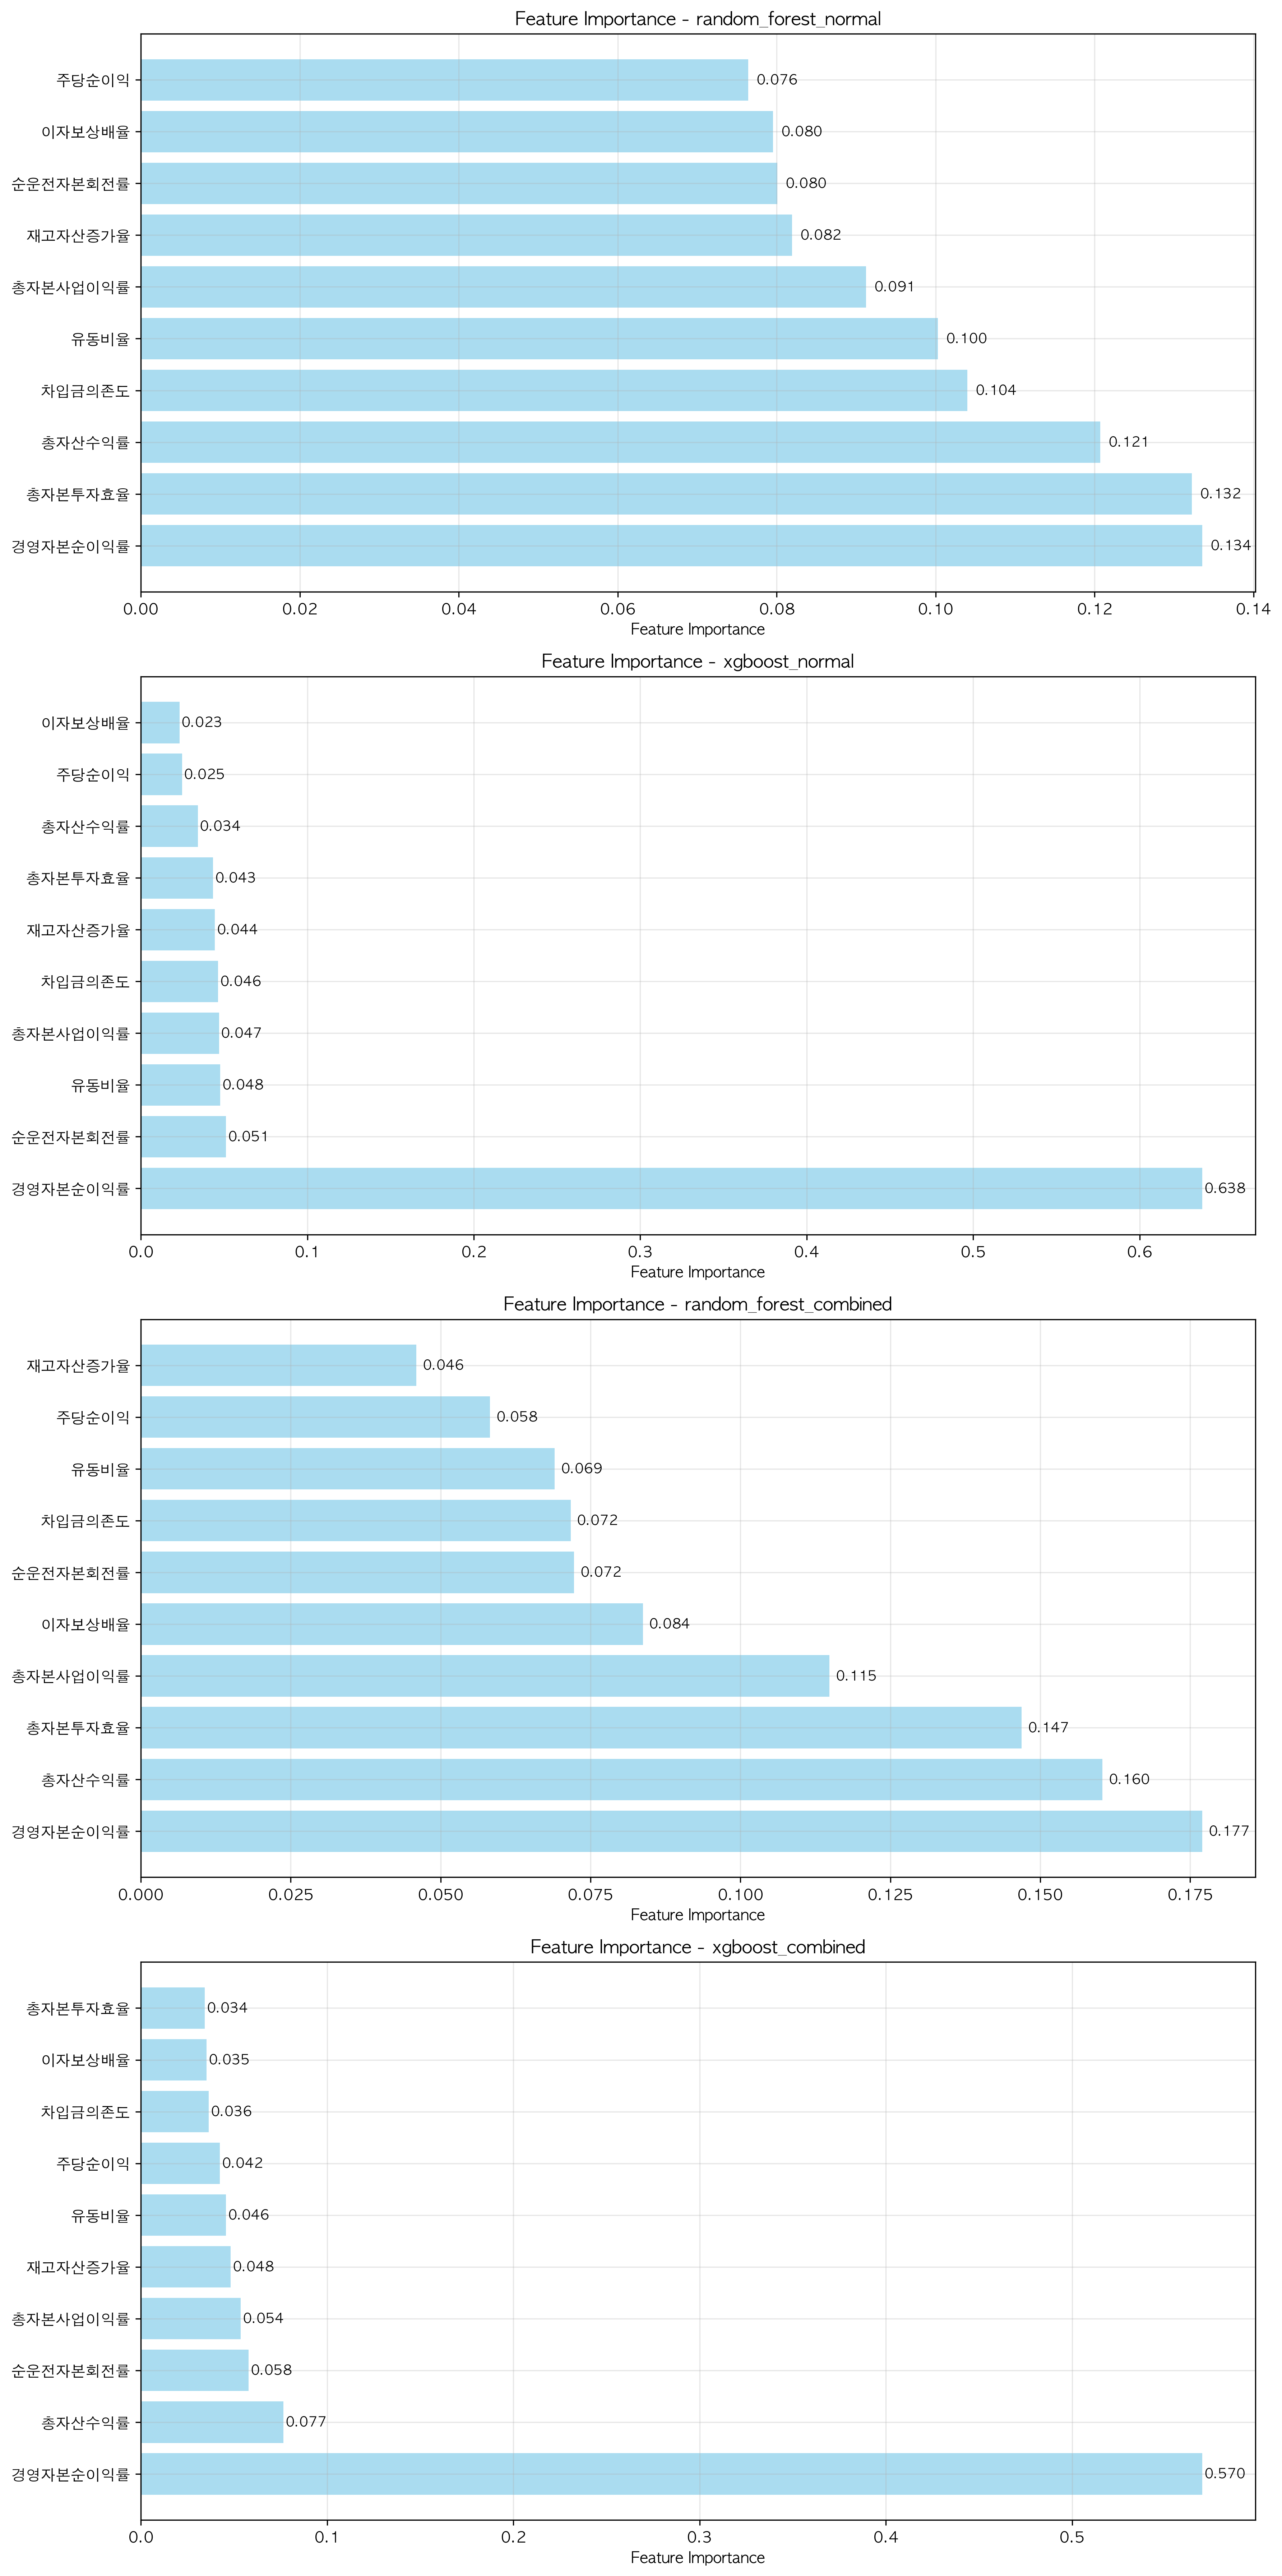 Feature Importance - random_forest_normal
주당순이익 0.076
이자보상배율 0.080
순운전자본회전률 0.080
재고자산증가율 0.082
총자본사업이익률 0.091
유동비율 0.100
차입금의존도 0.104
총자산수익률 0.121
총자본투자효율 0.132
경영자본순이익률 0.134
0.00 0.02 0.04 0.06 0.08 0.10 0.12 0.14
Feature Importance
Feature Importance - xgboost_normal
이자보상배율 0.023
주당순이익 0.025
총자산수익률 0.034
총자본투자효율 0.043
재고자산증가율 0.044
차입금의존도 0.046
총자본사업이익률 0.047
유동비율 0.048
순운전자본회전률 0.051
경영자본순이익률 0.638
0.0 0.1 0.2 0.3 0.4 0.5 0.6
Feature Importance
Feature Importance - random_forest_combined
재고자산증가율 0.046
주당순이익 0.058
유동비율 0.069
차입금의존도 0.072
순운전자본회전률 0.072
이자보상배율 0.084
총자본사업이익률 0.115
총자본투자효율 0.147
총자산수익률 0.160
경영자본순이익률 0.177
0.000 0.025 0.050 0.075 0.100 0.125 0.150 0.175
Feature Importance
Feature Importance - xgboost_combined
총자본투자효율 0.034
이자보상배율 0.035
차입금의존도 0.036
주당순이익 0.042
유동비율 0.046
재고자산증가율 0.048
총자본사업이익률 0.054
순운전자본회전률 0.058
총자산수익률 0.077
경영자본순이익률 0.570
0.0 0.1 0.2 0.3 0.4 0.5
Feature Importance